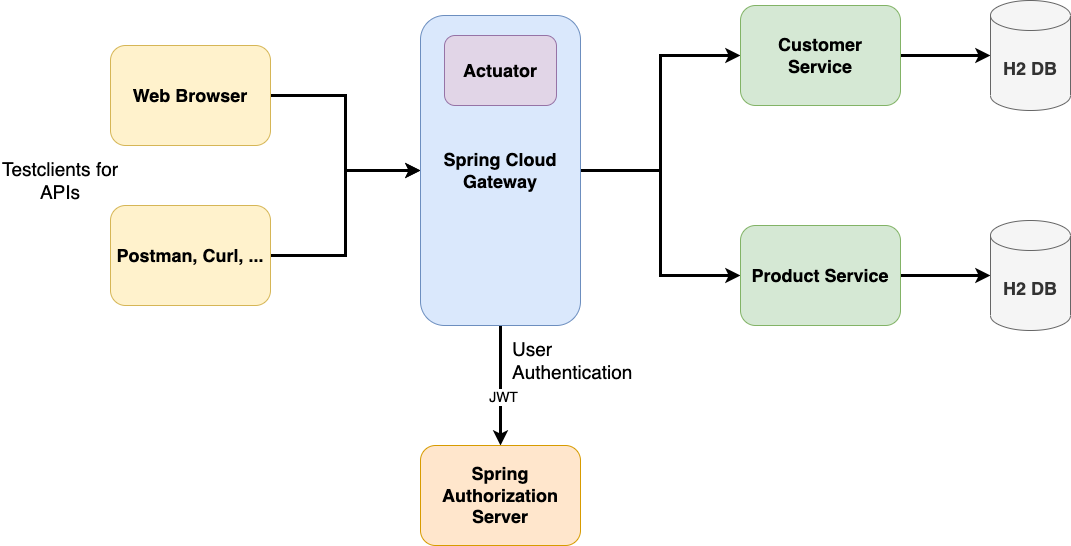 Web Browser
Testclients for
APIs
Postman, Curl, ...
Actuator
Spring Cloud
Gateway
User
Authentication
JWT
Spring
Authorization
Server
Customer
Service
H2 DB
Product Service
H2 DB